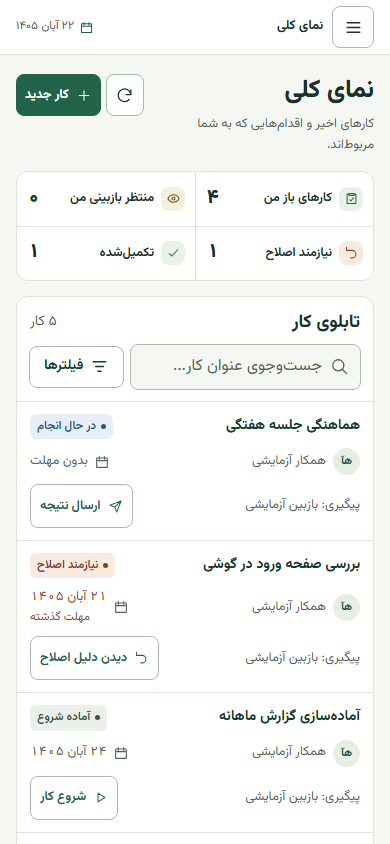 نمای کلی
۲۲ آبان ۱۴۰۵
نمای کلی
کارهای اخیر و اقدام‌هایی که به شما
مربوط‌اند.
کار جدید
کارهای باز من
۴
منتظر بازبینی من
۰
نیازمند اصلاح
۱
تکمیل‌شده
۱
تابلوی کار
۵ کار
جست‌وجوی عنوان کار...
فیلترها
هماهنگی جلسه هفتگی
در حال انجام
هآ
همکار آزمایشی
بدون مهلت
پیگیری: بازبین آزمایشی
ارسال نتیجه
بررسی صفحه ورود در گوشی
نیازمند اصلاح
هآ
همکار آزمایشی
۲۱ آبان ۱۴۰۵
مهلت گذشته
پیگیری: بازبین آزمایشی
دیدن دلیل اصلاح
آماده‌سازی گزارش ماهانه
آماده شروع
هآ
همکار آزمایشی
۲۴ آبان ۱۴۰۵
پیگیری: بازبین آزمایشی
شروع کار